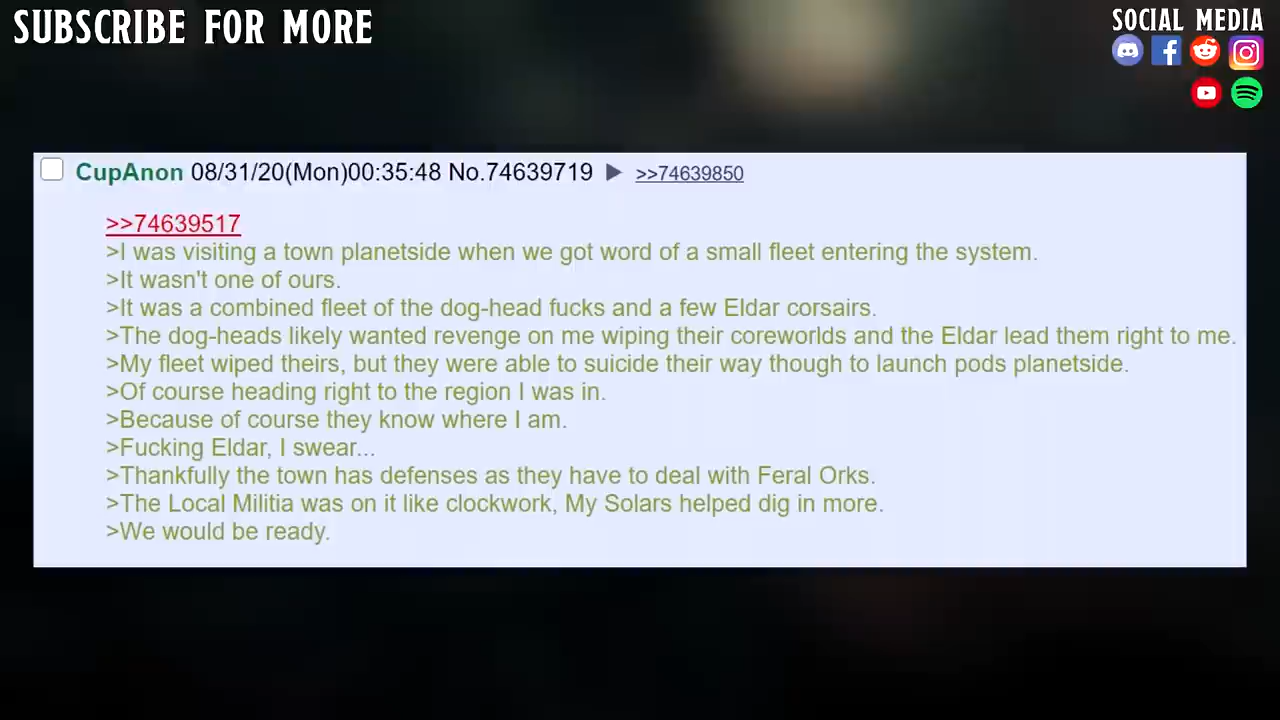 SUBSCRIBE FOR MORE
SOCIAL MEDIA
CupAnon 08/31/20(Mon)00:35:48 No.74639719 ▶ >>74639850
>>74639517
>I was visiting a town planetside when we got word of a small fleet entering the system.
>It wasn't one of ours.
>It was a combined fleet of the dog-head fucks and a few Eldar corsairs.
>The dog-heads likely wanted revenge on me wiping their coreworlds and the Eldar lead them right to me.
>My fleet wiped theirs, but they were able to suicide their way though to launch pods planetside.
>Of course heading right to the region I was in.
>Because of course they know where I am.
>Fucking Eldar, I swear...
>Thankfully the town has defenses as they have to deal with Feral Orks.
>The Local Militia was on it like clockwork, My Solars helped dig in more.
>We would be ready.